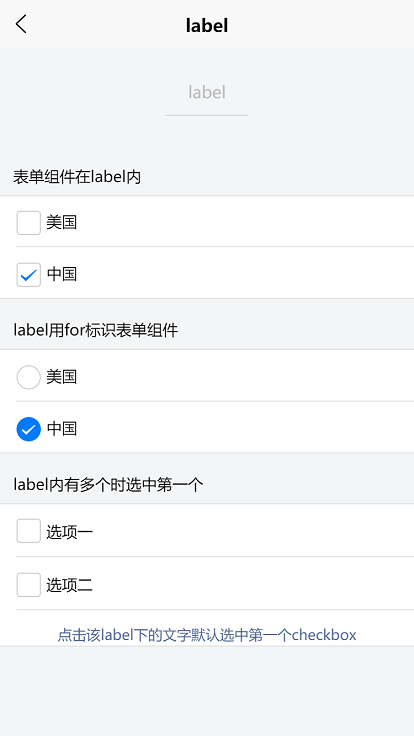 label
label
表单组件在label内
美国
中国
label用for标识表单组件
美国
中国
label内有多个时选中第一个
选项一
选项二
点击该label下的文字默认选中第一个checkbox